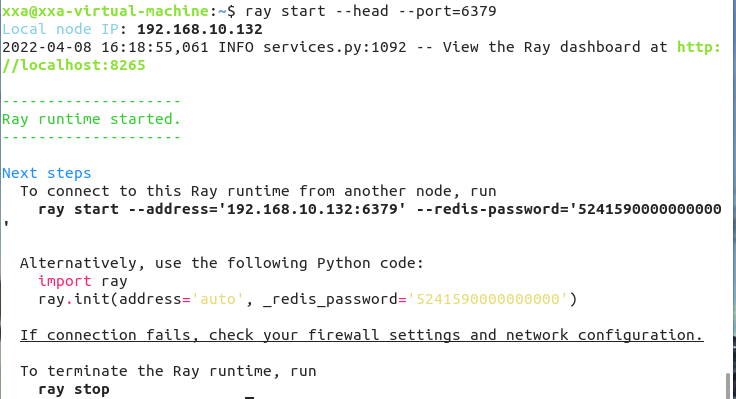 xxa@xxa-virtual-machine:~$ ray start --head --port=6379
Local node IP: 192.168.10.132
2022-04-08 16:18:55,061 INFO services.py:1092 -- View the Ray dashboard at http:
//localhost:8265

--------------------
Ray runtime started.
--------------------

Next steps
  To connect to this Ray runtime from another node, run
    ray start --address='192.168.10.132:6379' --redis-password='5241590000000000
'

  Alternatively, use the following Python code:
    import ray
    ray.init(address='auto', _redis_password='5241590000000000')

  If connection fails, check your firewall settings and network configuration.

  To terminate the Ray runtime, run
    ray stop